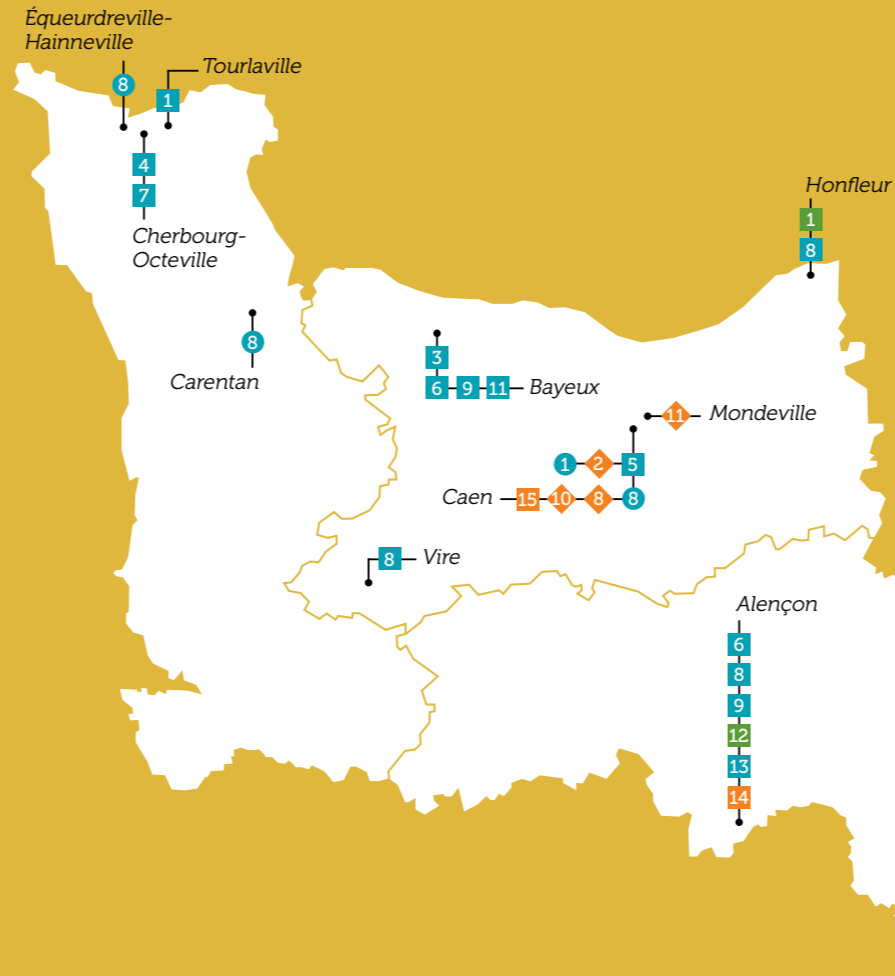 Équeurdreville-
Hainneville
8
Tourlaville
1
4
7
Cherbourg-
Octeville
Honfleur
1
8
8
Carentan
3
6 9 11 Bayeux
11 Mondeville
1 2 5
Caen 15 10 8 8
8 Vire
Alençon
6
8
9
12
13
14